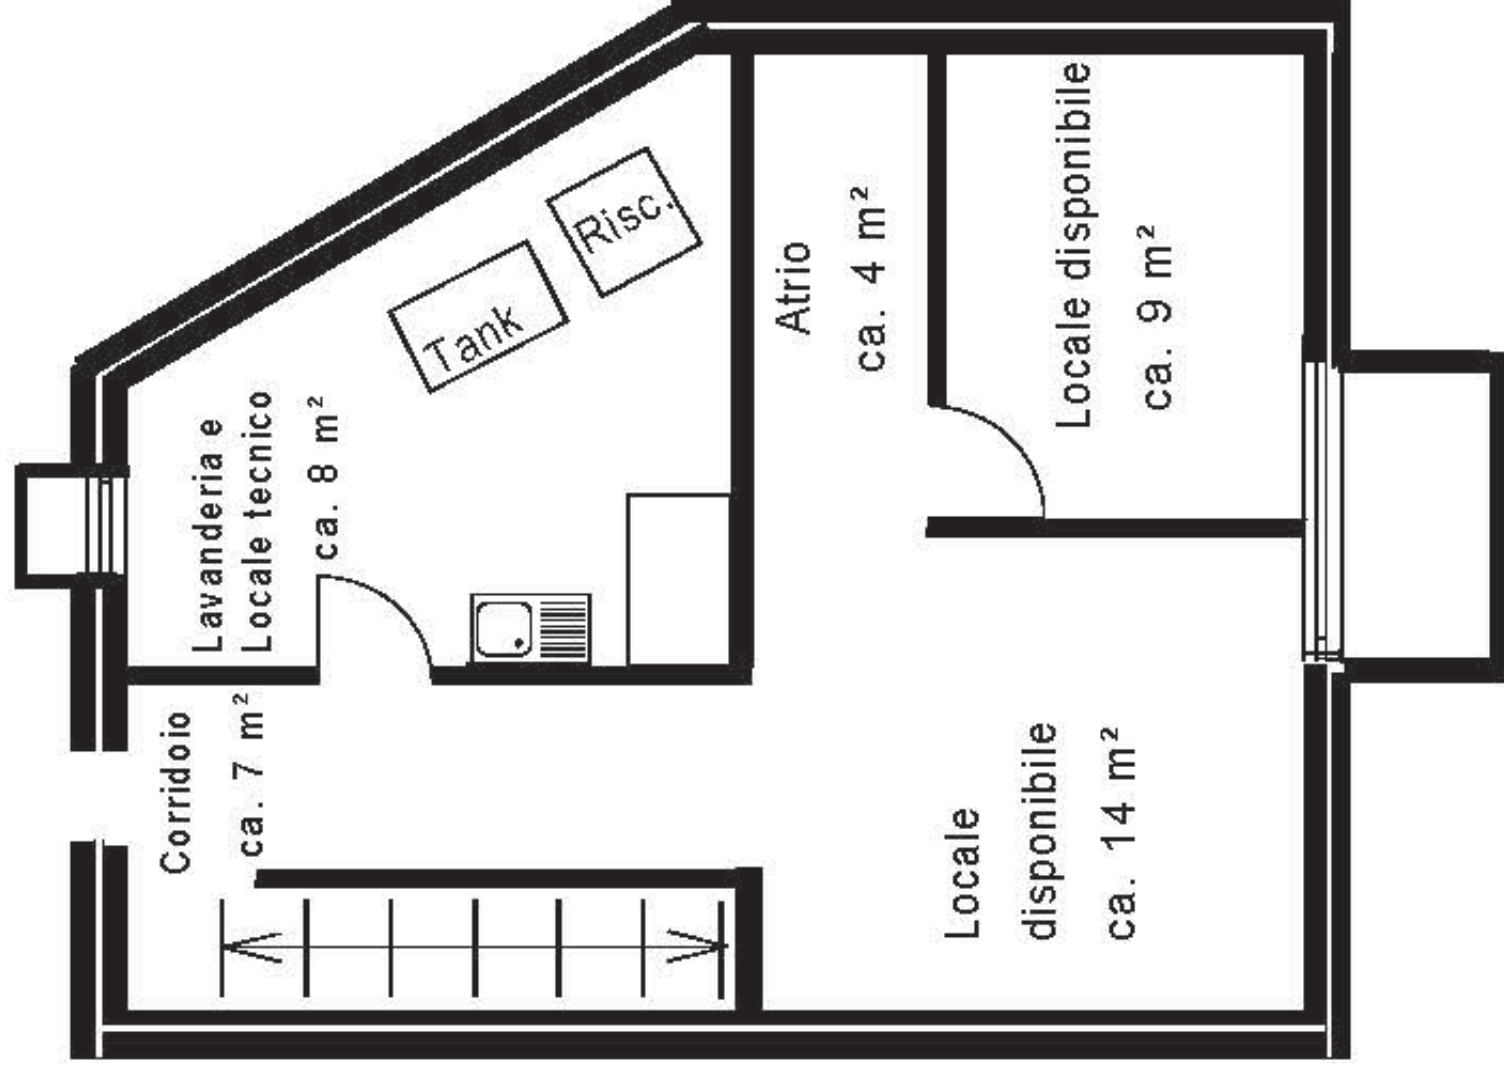 Lavanderia e
Locale tecnico
ca. 8 m²
Tank
Risc.
Corridoio
ca. 7 m²
Atrio
ca. 4 m²
Locale disponibile
ca. 9 m²
Locale
disponibile
ca. 14 m²